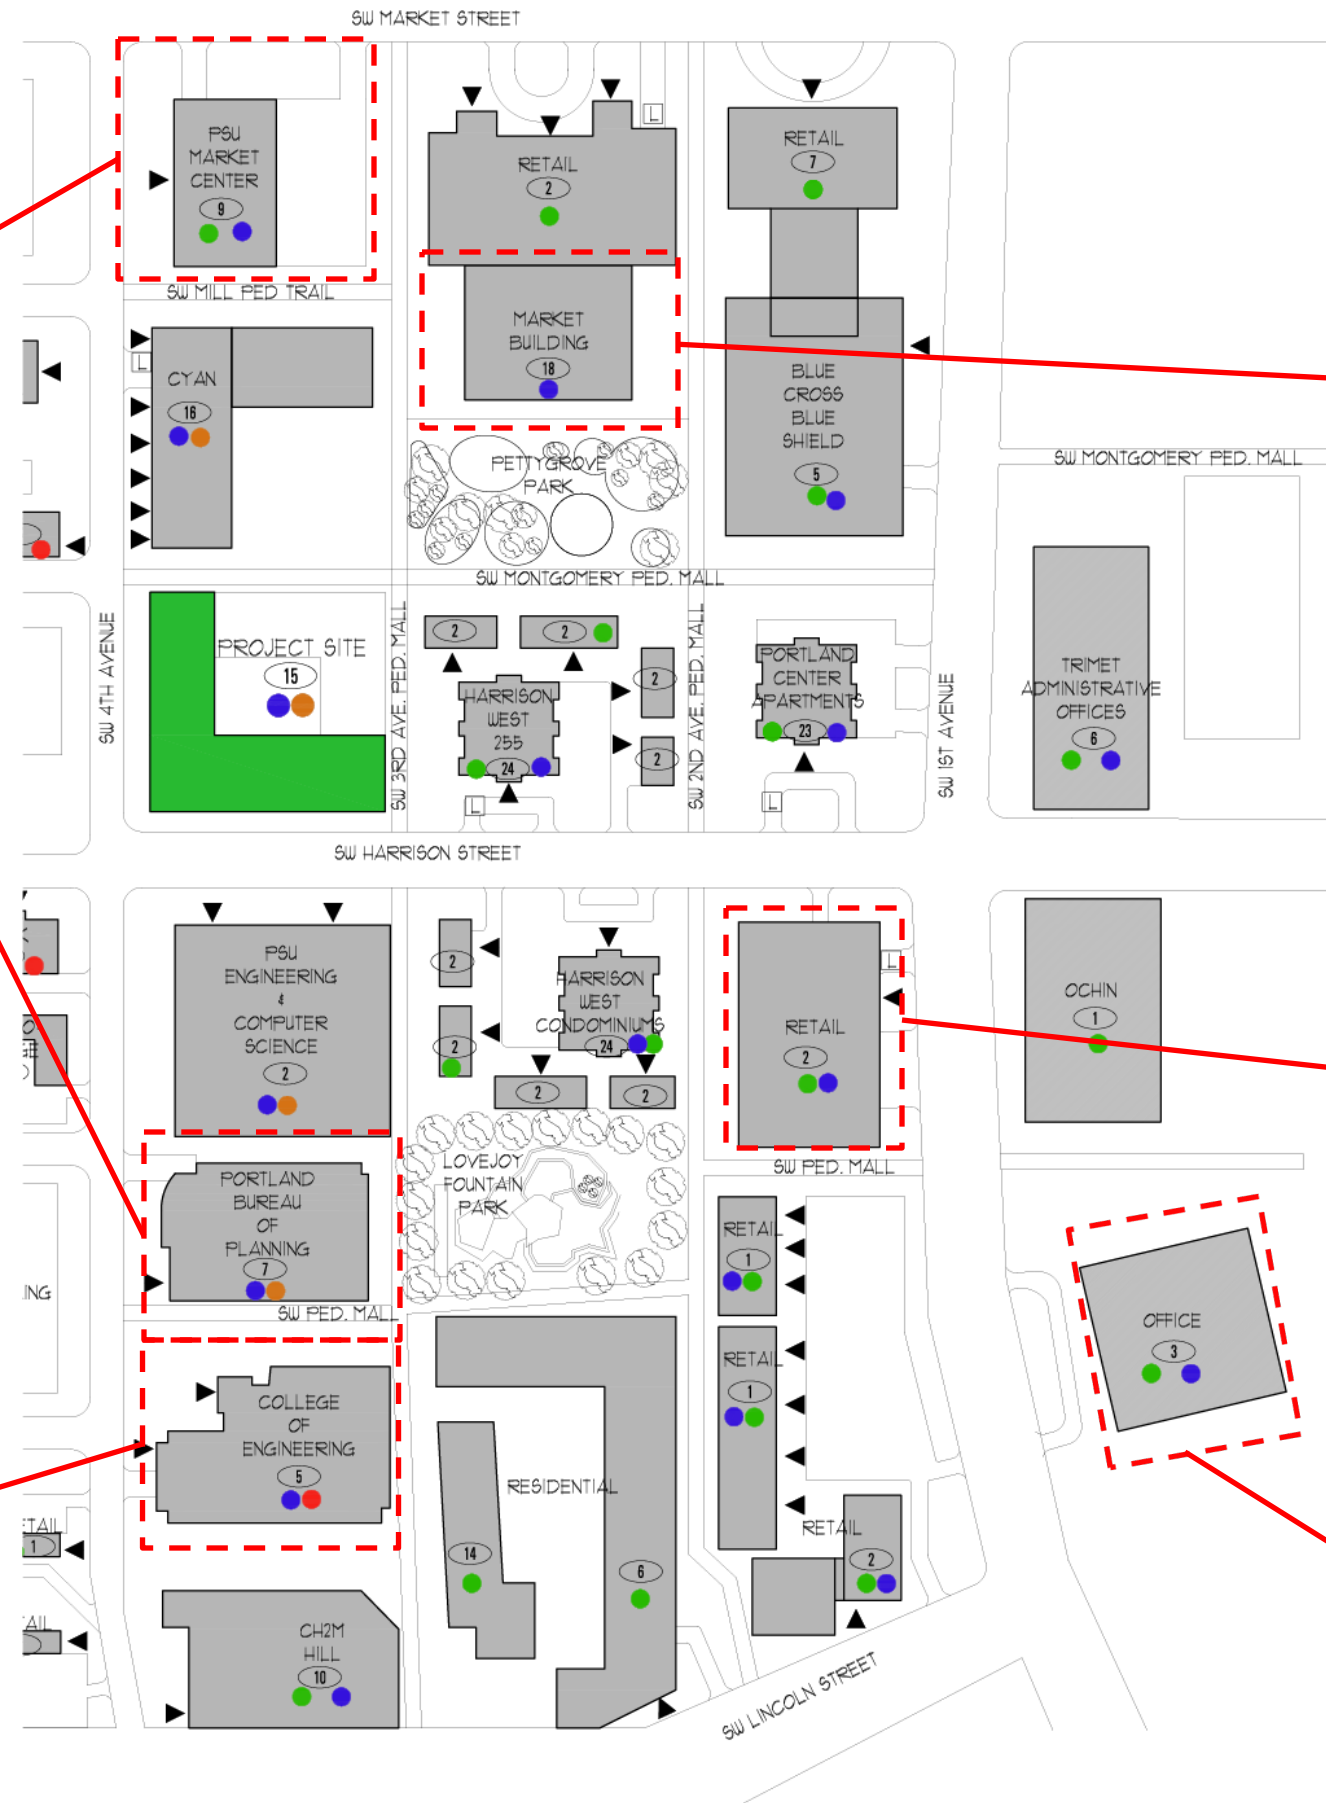 SW MARKET STREET
PSU
MARKET
CENTER
9
RETAIL
2
L
RETAIL
7
SW MILL PED TRAIL
MARKET
BUILDING
18
L
CYAN
16
BLUE
CROSS
BLUE
SHIELD
5
PETTYGROVE
PARK
SW MONTGOMERY PED. MALL
SW MONTGOMERY PED. MALL
SW 4TH AVENUE
PROJECT SITE
15
SW 3RD AVE. PED. MALL
2
2
2
2
HARRISON
WEST
255
24
L
SW 2ND AVE. PED. MALL
PORTLAND
CENTER
APARTMENTS
23
L
SW 1ST AVENUE
TRIMET
ADMINISTRATIVE
OFFICES
6
SW HARRISON STREET
PSU
ENGINEERING
&
COMPUTER
SCIENCE
2
2
2
HARRISON
WEST
CONDOMINIUMS
24
2
2
L
RETAIL
2
OCHIN
1
PORTLAND
BUREAU
OF
PLANNING
7
SW PED. MALL
LOVEJOY
FOUNTAIN
PARK
SW PED. MALL
RETAIL
1
RETAIL
1
OFFICE
3
ING
COLLEGE
OF
ENGINEERING
5
RESIDENTIAL
14
6
RETAIL
2
ETAIL
1
AIL
CH2M
HILL
10
SW LINCOLN STREET